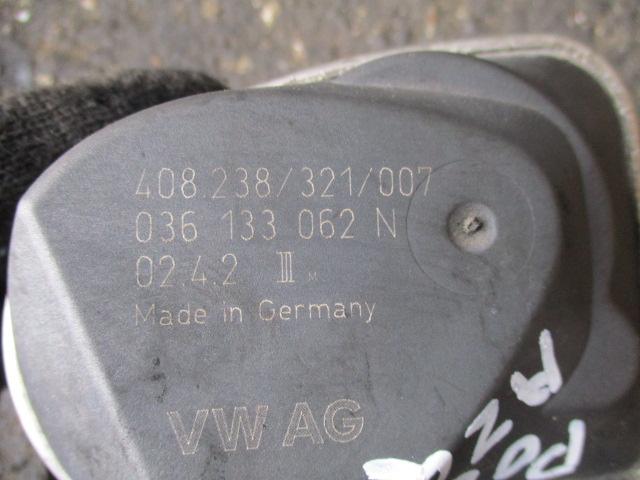 408.238/321/007
036 133 062 N
02.4.2 III M
Made in Germany
VW AG